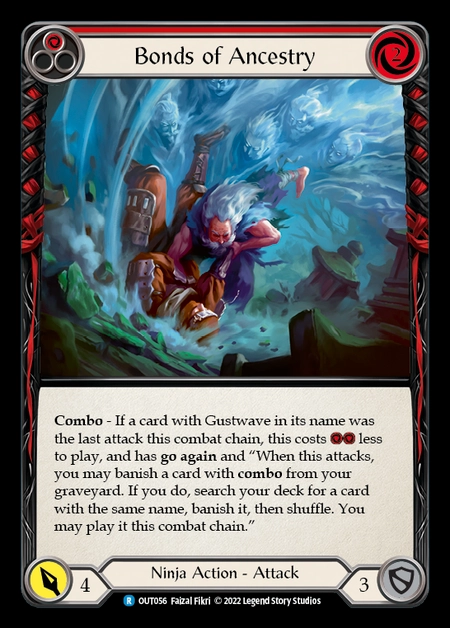 Bonds of Ancestry
2
Combo - If a card with Gustwave in its name was
the last attack this combat chain, this costs less
to play, and has go again and “When this attacks,
you may banish a card with combo from your
graveyard. If you do, search your deck for a card
with the same name, banish it, then shuffle. You
may play it this combat chain.”
4
Ninja Action - Attack
3
R OUT056 Faizal Fikri © 2022 Legend Story Studios